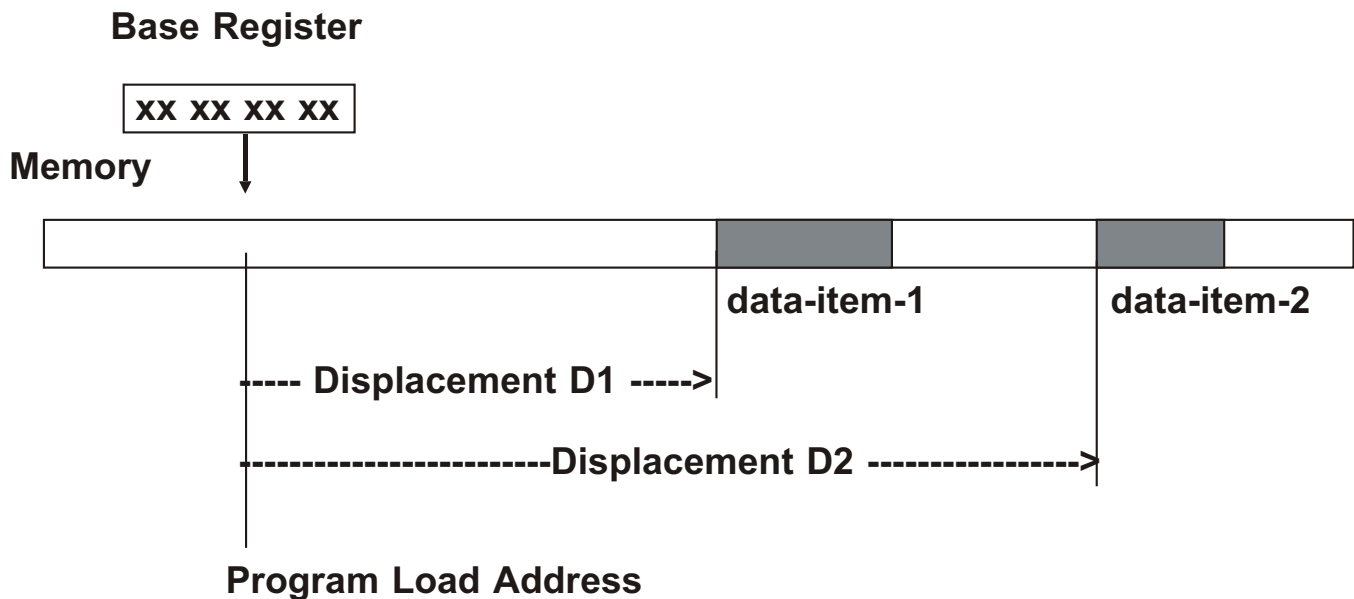 Base Register
xx xx xx xx
Memory
data-item-1 data-item-2
----- Displacement D1 ----->
-------------------------Displacement D2 ----------------->
Program Load Address